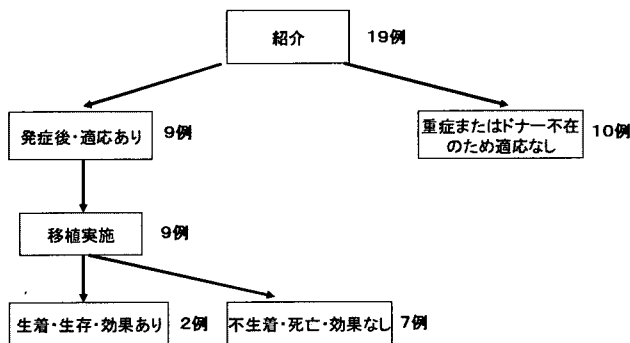 紹介 19例
発症後・適応あり 9例
重症またはドナー不在
のため適応なし 10例
移植実施 9例
生着・生存・効果あり 2例
不生着・死亡・効果なし 7例